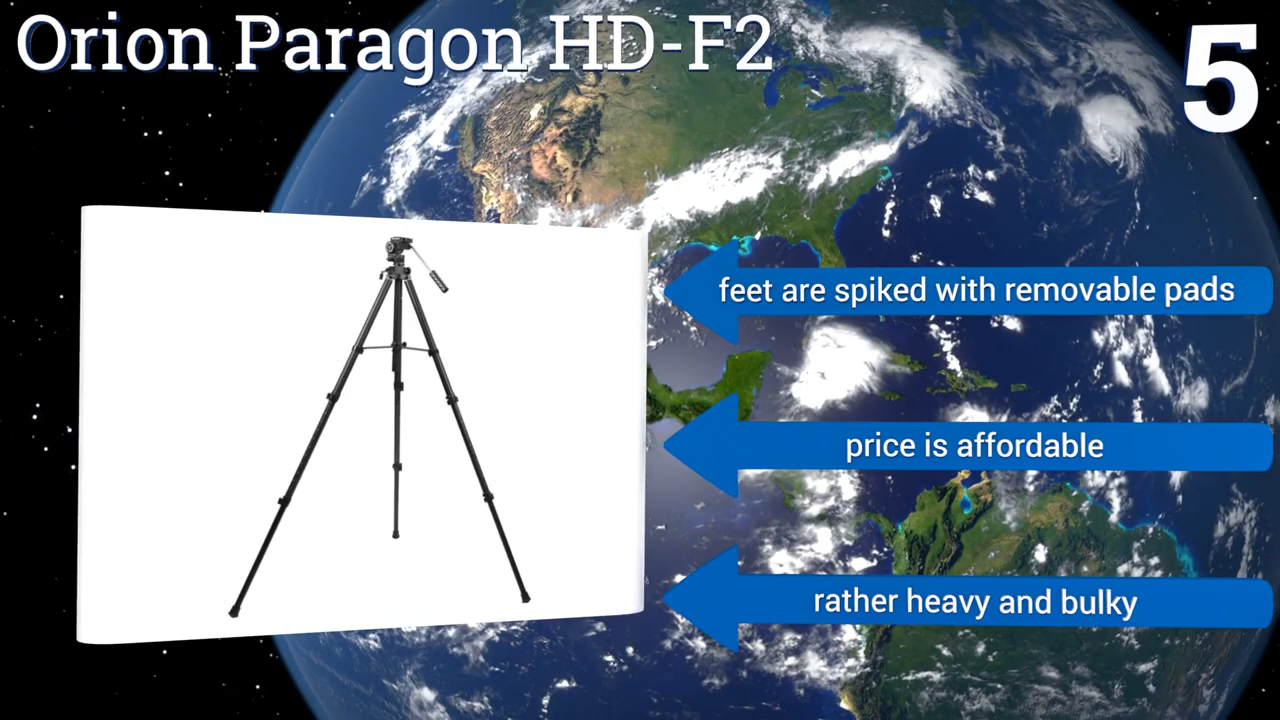 Orion Paragon HD-F2
5
feet are spiked with removable pads
price is affordable
rather heavy and bulky